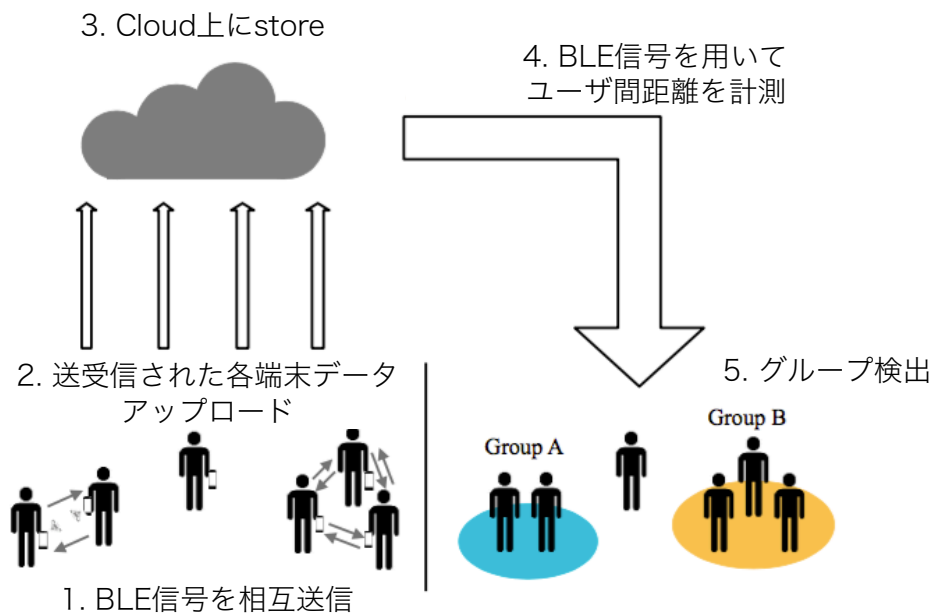 3. Cloud上にstore
4. BLE信号を用いて
ユーザ間距離を計測
2. 送受信された各端末データ
アップロード
5. グループ検出
Group A
Group B
1. BLE信号を相互送信